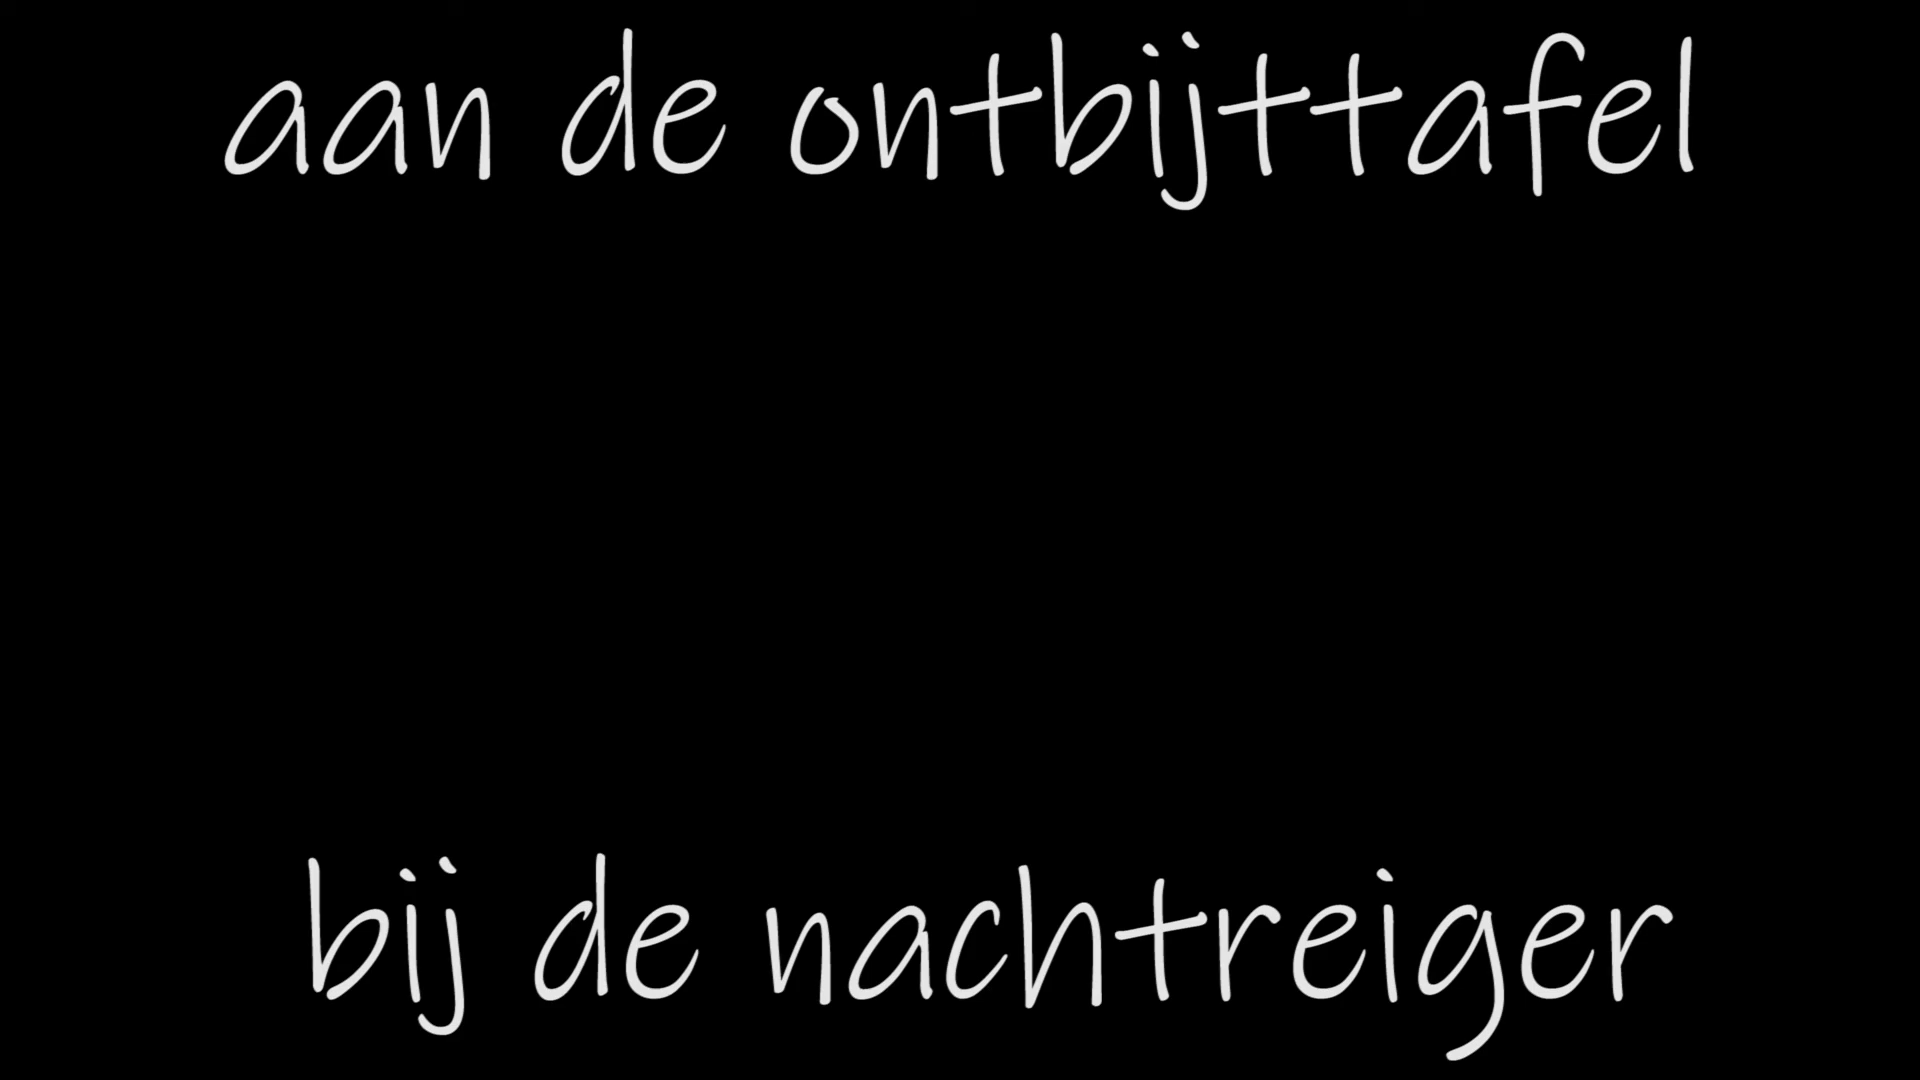 aan de ontbijttafel
bij de nachtreiger